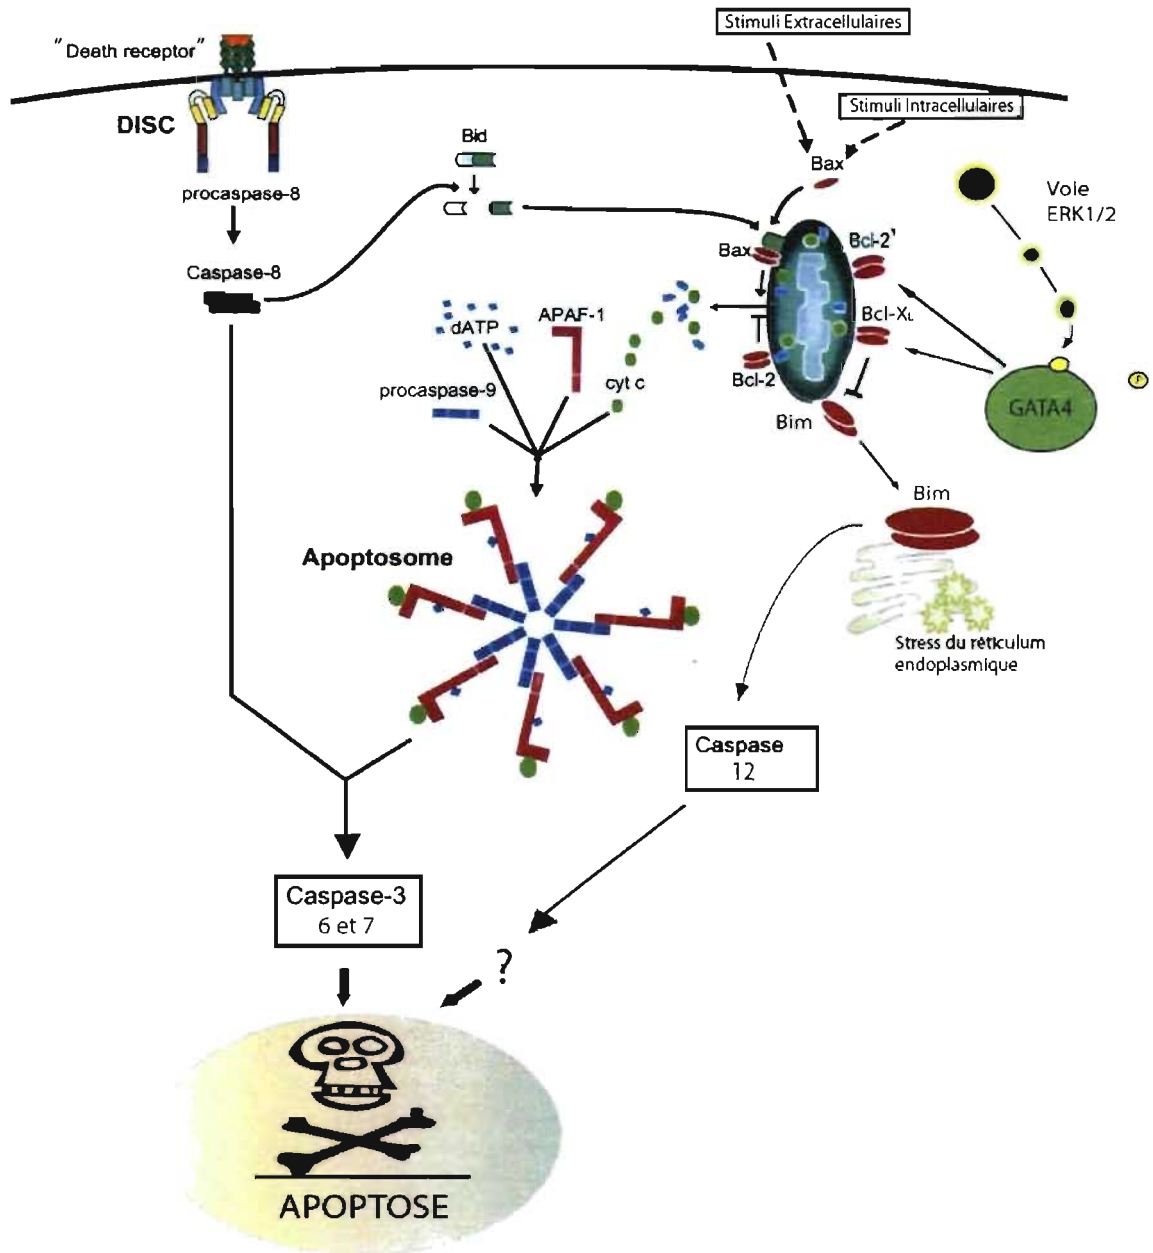 Stimuli Extracellulaires
"Death receptor"
Stimuli Intracellulaires
DISC
Bid
Bax
procaspase-8
Voie
ERK1/2
Bcl-2
Bax
Caspase-8
dATP
APAF-1
Bcl-XL
procaspase-9
cyt c
Bcl-2
P
GATA4
Bim
Bim
Apoptosome
Stress du réticulum
endoplasmique
Caspase
12
Caspase-3
6 et 7
?
APOPTOSE